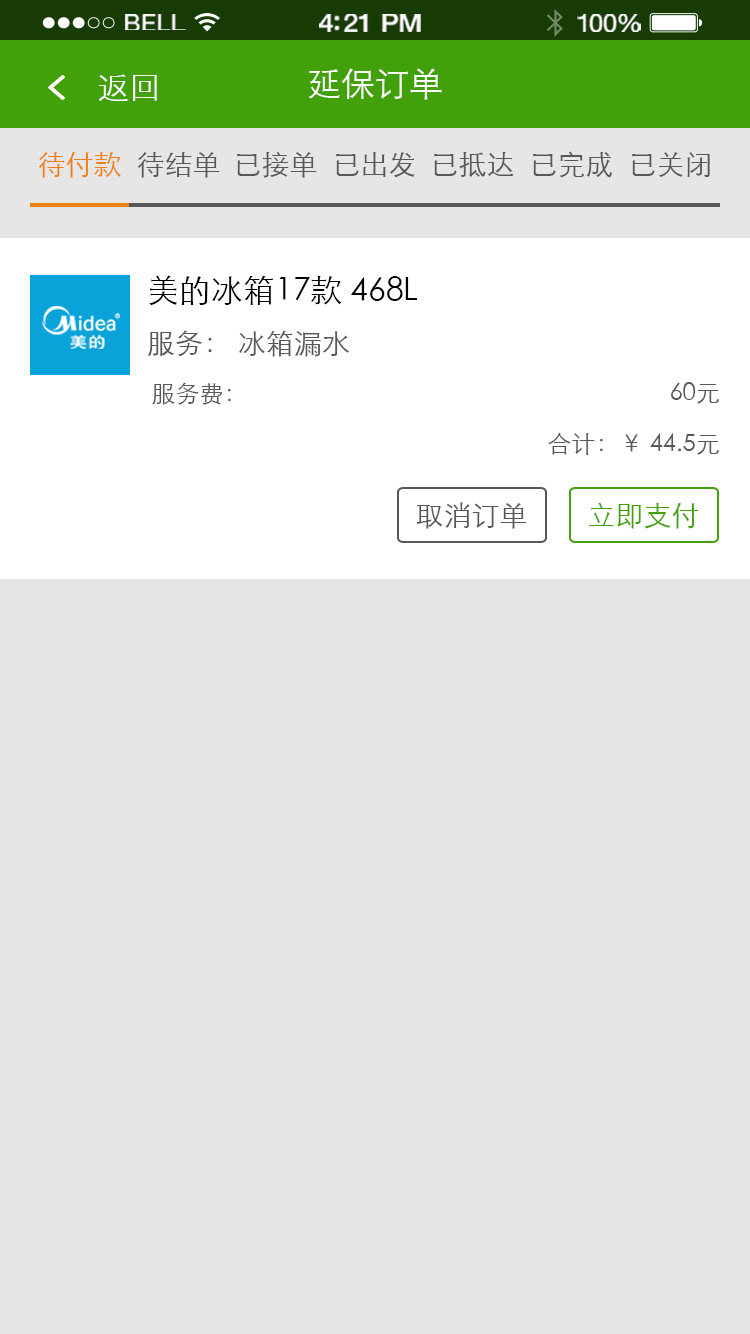 BELL 4:21 PM 100%
返回 延保订单
待付款 待结单 已接单 已出发 已抵达 已完成 已关闭
美的冰箱17款 468L
Midea®
美的
服务： 冰箱漏水
服务费： 60元
合计：￥ 44.5元
取消订单 立即支付